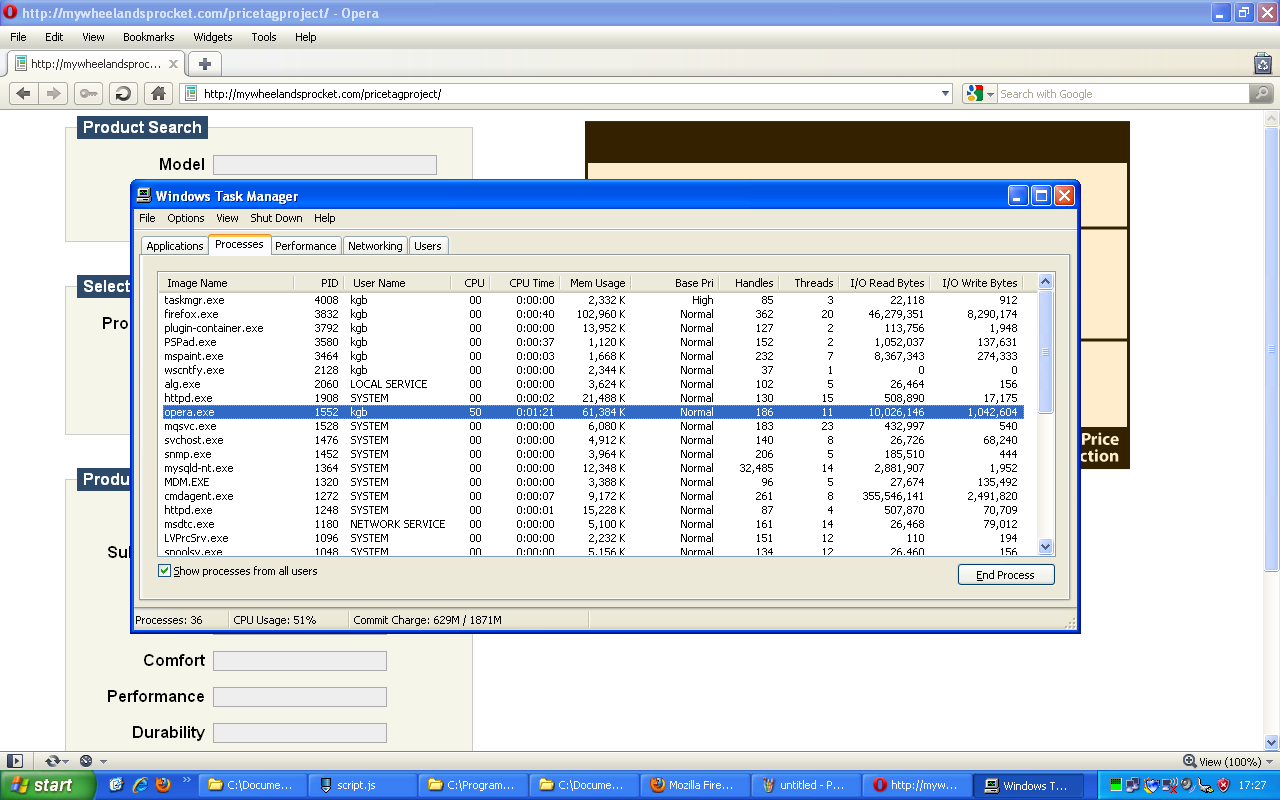 http://mywheelandsprocket.com/pricetagproject/ - Opera
File Edit View Bookmarks Widgets Tools Help
http://mywheelandsproc...
http://mywheelandsprocket.com/pricetagproject/ Search with Google
Product Search
Model
Windows Task Manager
File Options View Shut Down Help
Applications Processes Performance Networking Users
Image Name PID User Name CPU CPU Time Mem Usage Base Pri Handles Threads I/O Read Bytes I/O Write Bytes
taskmgr.exe 4008 kgb 00 0:00:00 2,332 K High 85 3 22,118 912
firefox.exe 3832 kgb 00 0:00:40 102,960 K Normal 362 20 46,279,351 8,290,174
plugin-container.exe 3792 kgb 00 0:00:00 13,952 K Normal 127 2 113,756 1,948
PSPad.exe 3580 kgb 00 0:00:37 1,120 K Normal 152 2 1,052,037 137,631
mspaint.exe 3464 kgb 00 0:00:03 1,668 K Normal 232 7 8,367,343 274,333
wscntfy.exe 2128 kgb 00 0:00:00 2,344 K Normal 37 1 0 0
alg.exe 2060 LOCAL SERVICE 00 0:00:00 3,624 K Normal 102 5 26,464 156
httpd.exe 1908 SYSTEM 00 0:00:02 21,488 K Normal 130 15 508,890 17,175
opera.exe 1552 kgb 50 0:01:21 61,384 K Normal 186 11 10,026,146 1,042,604
mqsvc.exe 1528 SYSTEM 00 0:00:00 6,080 K Normal 183 23 432,997 540
svchost.exe 1476 SYSTEM 00 0:00:00 4,912 K Normal 140 8 26,726 68,240
snmp.exe 1452 SYSTEM 00 0:00:00 3,964 K Normal 206 5 185,510 444
mysqld-nt.exe 1364 SYSTEM 00 0:00:00 12,348 K Normal 32,485 14 2,881,907 1,952
MDM.EXE 1320 SYSTEM 00 0:00:00 3,388 K Normal 96 5 27,674 135,492
cmdagent.exe 1272 SYSTEM 00 0:00:07 9,172 K Normal 261 8 355,546,141 2,491,820
httpd.exe 1248 SYSTEM 00 0:00:01 15,228 K Normal 87 4 507,870 70,709
msdtc.exe 1180 NETWORK SERVICE 00 0:00:00 5,100 K Normal 161 14 26,468 79,012
LVPrcSrv.exe 1096 SYSTEM 00 0:00:00 2,232 K Normal 151 12 110 194
spoolsv.exe 1048 SYSTEM 00 0:00:00 5,156 K Normal 134 12 26,460 156
Show processes from all users
End Process
Processes: 36 CPU Usage: 51% Commit Charge: 629M / 1871M
Select
Pro
Price
ction
Produ
Sul
Comfort
Performance
Durability
View (100%)
start C:\Docume... script.js C:\Program... C:\Docume... Mozilla Fire... untitled - P... http://myw... Windows T... 17:27